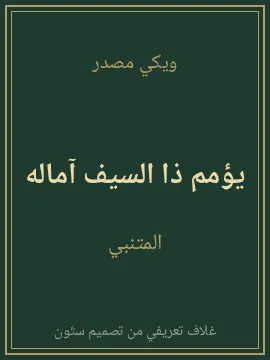 ويكي مصدر
يؤمم ذا السيف آماله
المتنبي
غلاف تعريفي من تصميم سثون